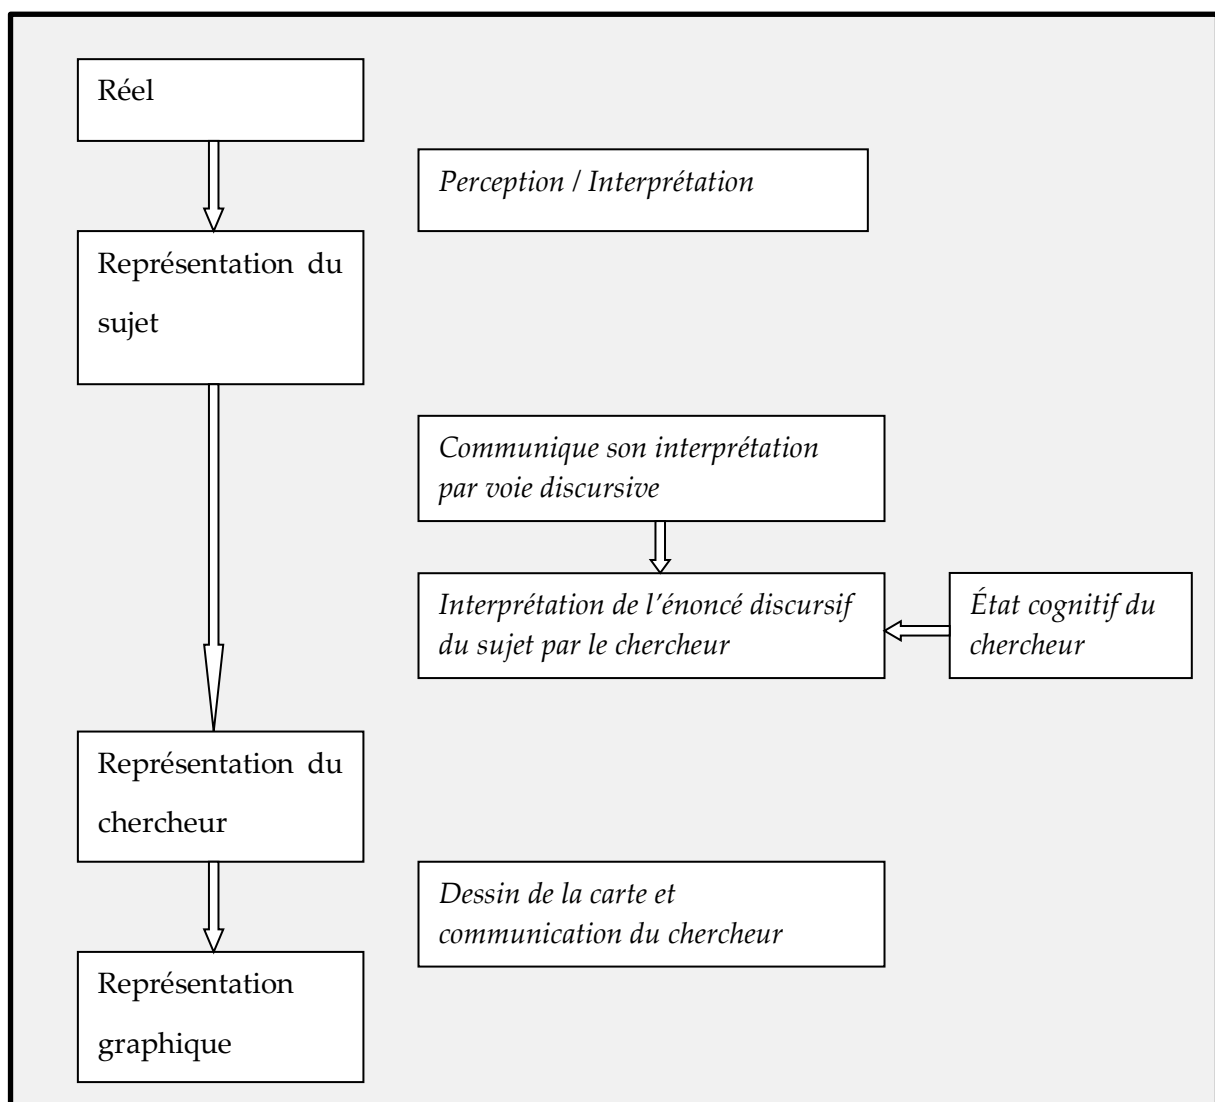 Réel
Perception / Interprétation
Représentation du
sujet
Communique son interprétation
par voie discursive
Interprétation de l'énoncé discursif
du sujet par le chercheur
État cognitif du
chercheur
Représentation du
chercheur
Dessin de la carte et
communication du chercheur
Représentation
graphique